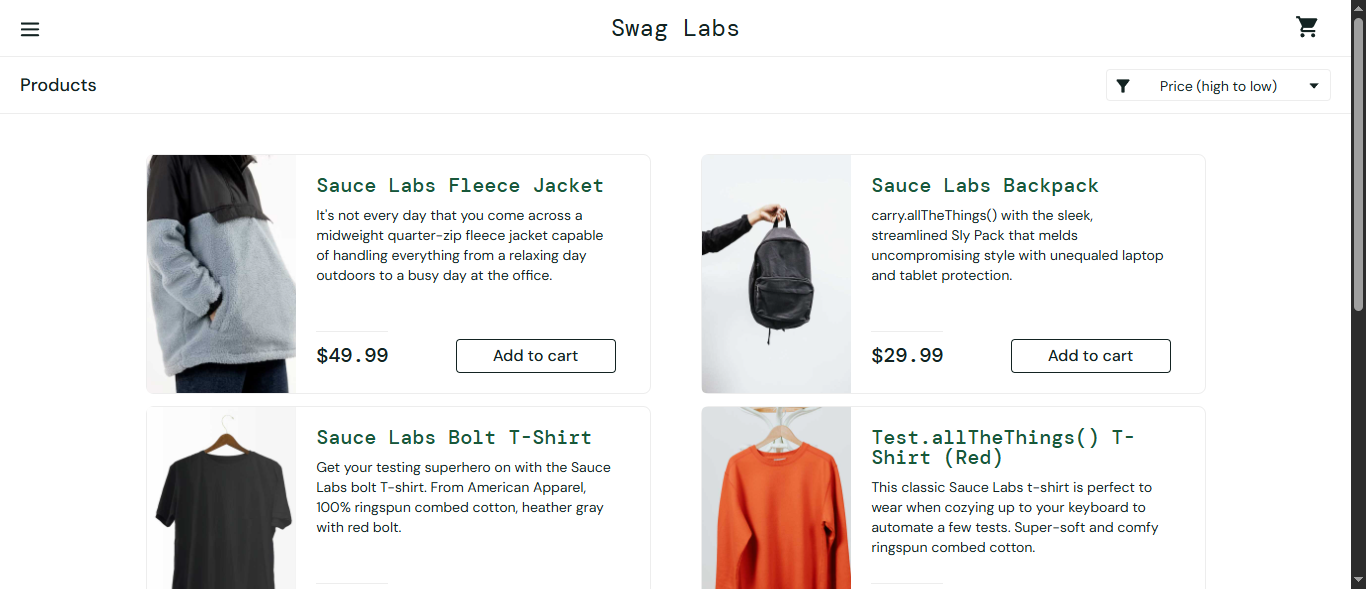 Swag Labs
Products
Price (high to low)
Sauce Labs Fleece Jacket
It's not every day that you come across a
midweight quarter-zip fleece jacket capable
of handling everything from a relaxing day
outdoors to a busy day at the office.
$49.99
Add to cart
Sauce Labs Backpack
carry.allTheThings() with the sleek,
streamlined Sly Pack that melds
uncompromising style with unequaled laptop
and tablet protection.
$29.99
Add to cart
Sauce Labs Bolt T-Shirt
Get your testing superhero on with the Sauce
Labs bolt T-shirt. From American Apparel,
100% ringspun combed cotton, heather gray
with red bolt.
Test.allTheThings() T-
Shirt (Red)
This classic Sauce Labs t-shirt is perfect to
wear when cozying up to your keyboard to
automate a few tests. Super-soft and comfy
ringspun combed cotton.